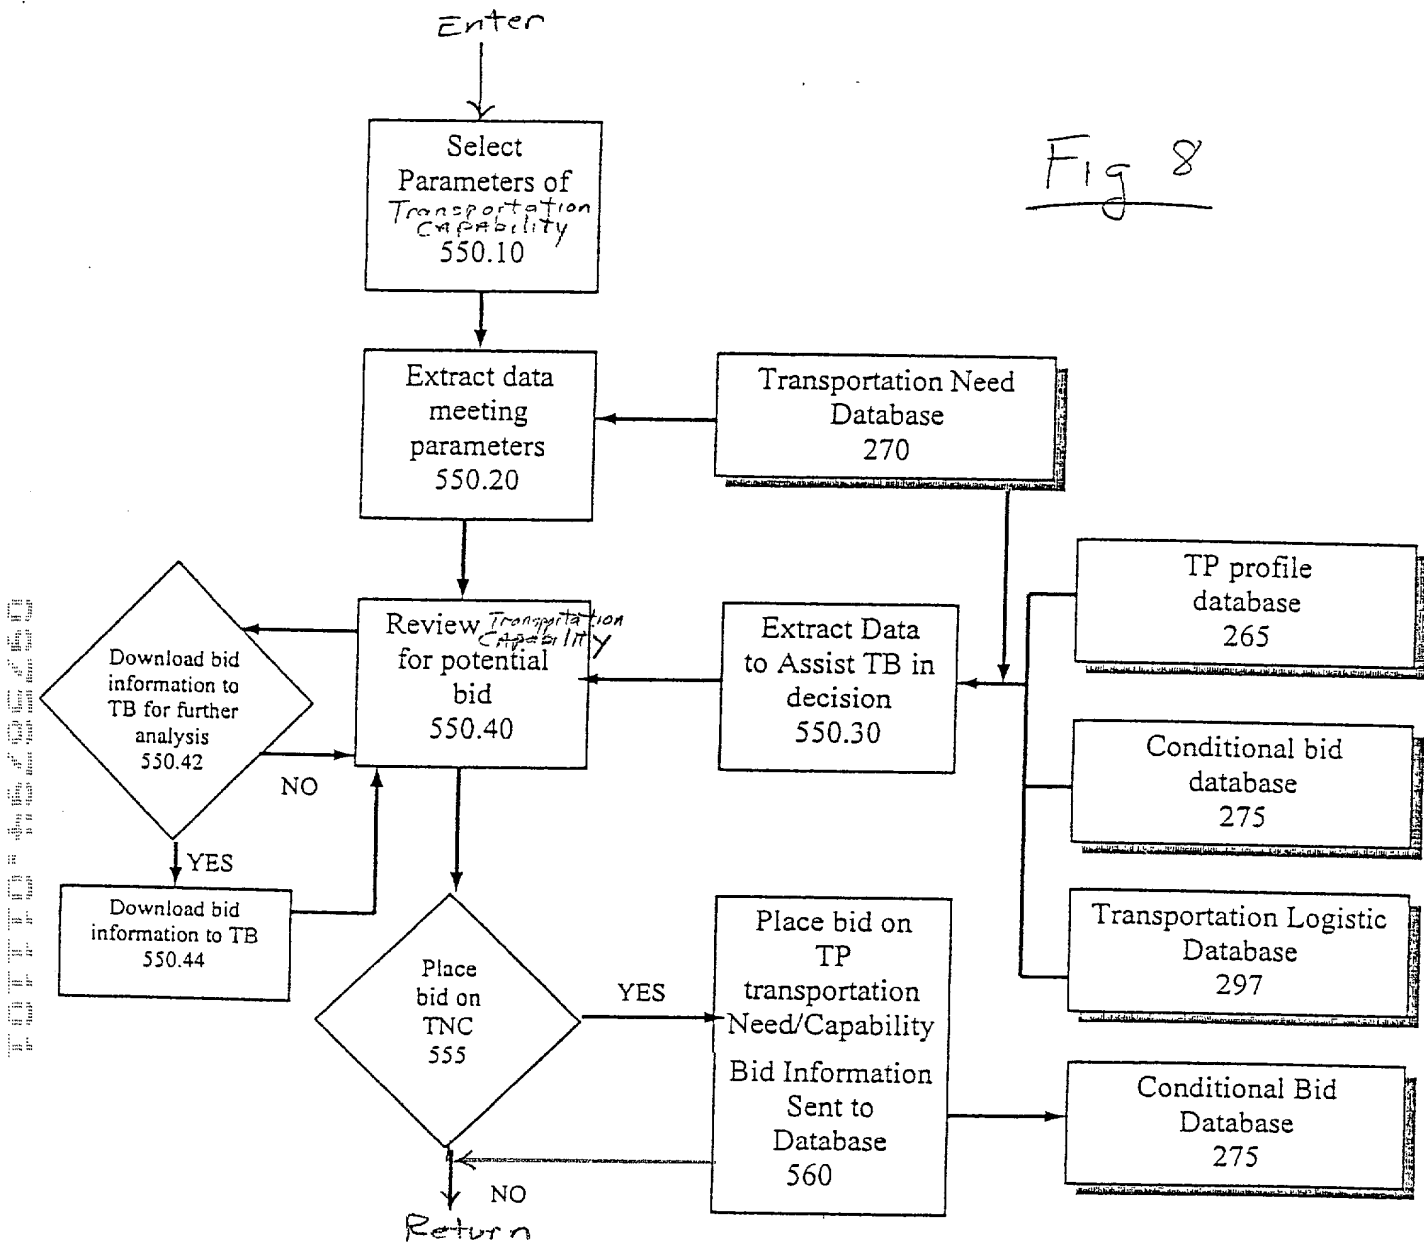 Enter
Fig 8
Select
Parameters of
Transportation
CAPAbility
550.10
Extract data
meeting
parameters
550.20
Transportation Need
Database
270
TP profile
database
265
Review Transportation
CApAbilITy
for potential
bid
550.40
Extract Data
to Assist TB in
decision
550.30
Download bid
information to
TB for further
analysis
550.42
NO
Conditional bid
database
275
YES
Download bid
information to TB
550.44
Transportation Logistic
Database
297
Place
bid on
TNC
555
YES
Place bid on
TP
transportation
Need/Capability
Bid Information
Sent to
Database
560
Conditional Bid
Database
275
NO
Return